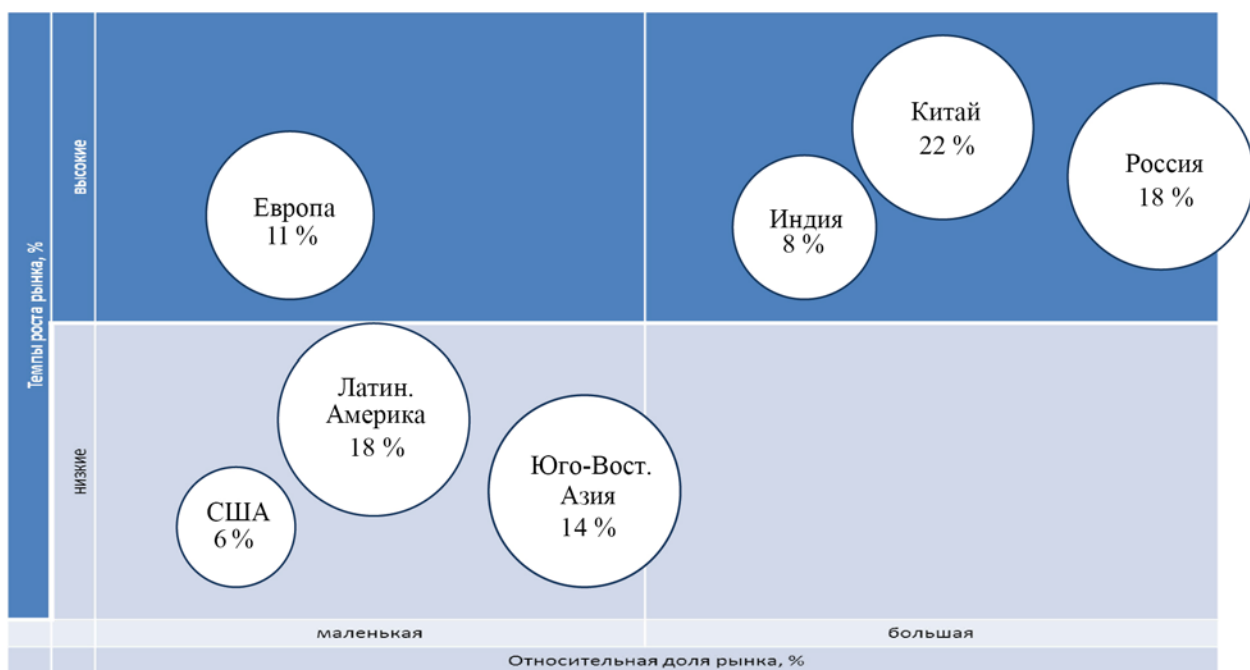 Темпы роста рынка, %
высокие
Европа
11 %
Индия
8 %
Китай
22 %
Россия
18 %
низкие
США
6 %
Латин.
Америка
18 %
Юго-Вост.
Азия
14 %
маленькая
большая
Относительная доля рынка, %